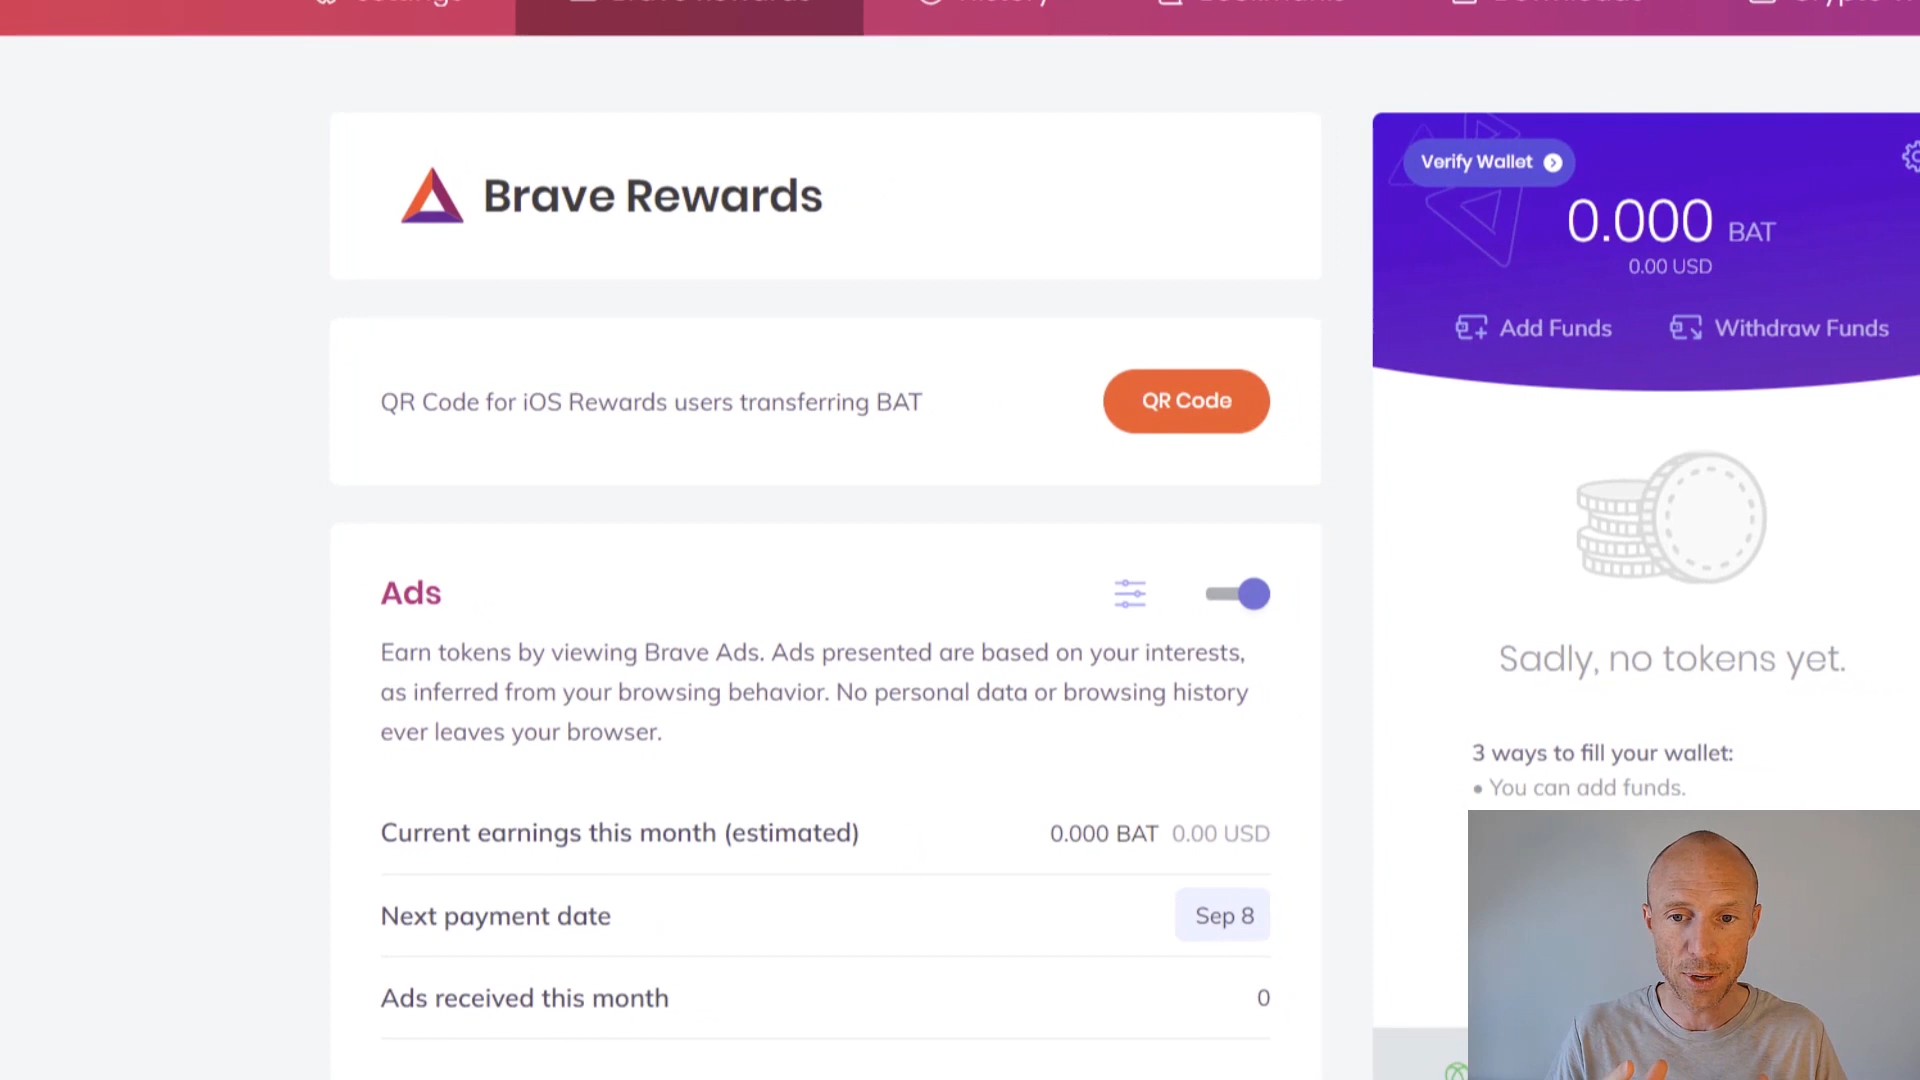 Brave Rewards
QR Code for iOS Rewards users transferring BAT
QR Code
Ads
Earn tokens by viewing Brave Ads. Ads presented are based on your interests,
as inferred from your browsing behavior. No personal data or browsing history
ever leaves your browser.
Current earnings this month (estimated)
0.000 BAT 0.00 USD
Next payment date
Sep 8
Ads received this month
0
Verify Wallet
0.000 BAT
0.00 USD
Add Funds
Withdraw Funds
Sadly, no tokens yet.
3 ways to fill your wallet:
• You can add funds.